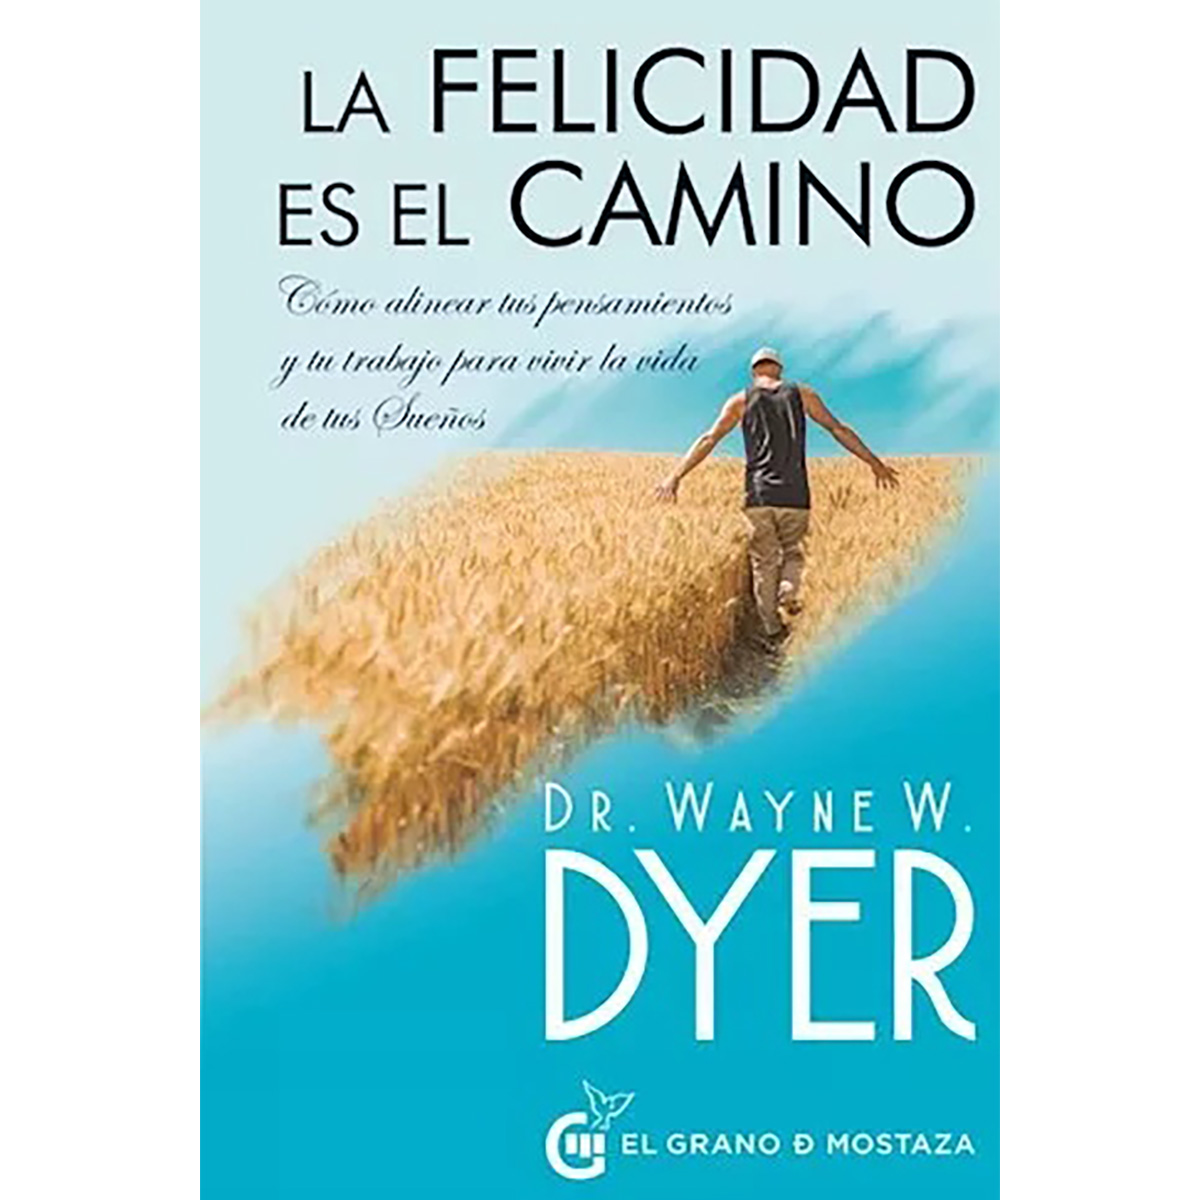 LA FELICIDAD
ES EL CAMINO
Cómo alinear tus pensamientos
y tu trabajo para vivir la vida
de tus Sueños
DR. WAYNE W.
DYER
EL GRANO Đ MOSTAZA